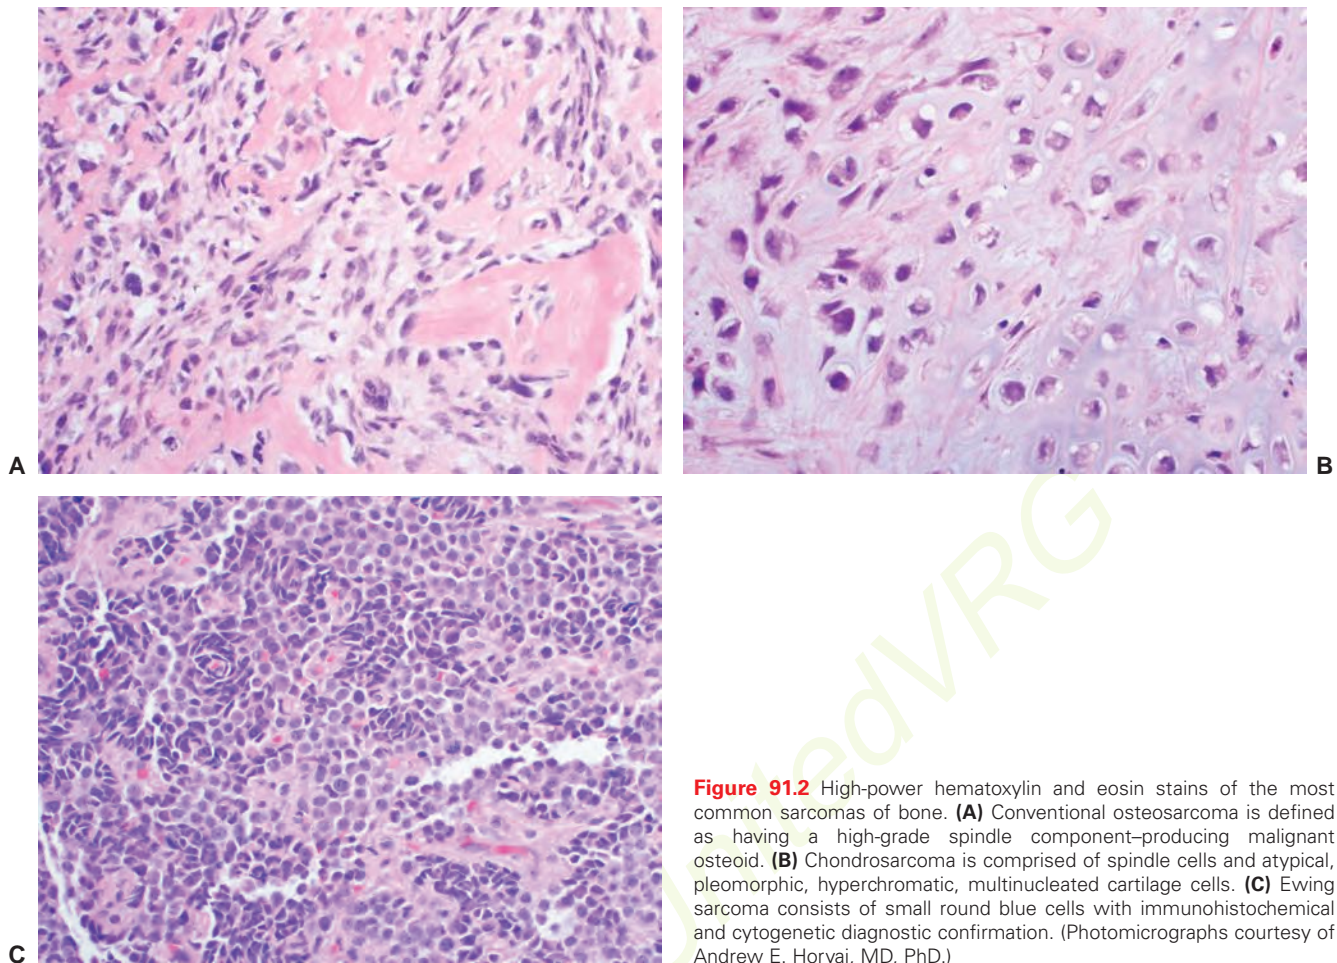 A
B
C
Figure 91.2 High-power hematoxylin and eosin stains of the most
common sarcomas of bone. (A) Conventional osteosarcoma is defined
as having a high-grade spindle component–producing malignant
osteoid. (B) Chondrosarcoma is comprised of spindle cells and atypical,
pleomorphic, hyperchromatic, multinucleated cartilage cells. (C) Ewing
sarcoma consists of small round blue cells with immunohistochemical
and cytogenetic diagnostic confirmation. (Photomicrographs courtesy of
Andrew E. Horvai, MD, PhD.)
UnitedVRG